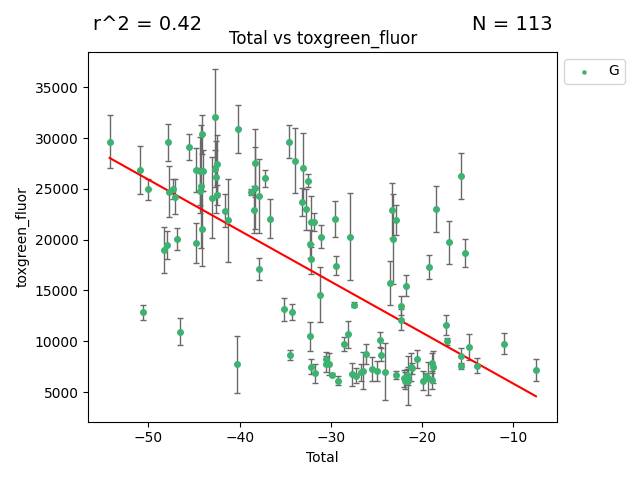 r^2 = 0.42
N = 113
Total vs toxgreen_fluor
G
35000
30000
25000
20000
15000
10000
5000
toxgreen_fluor
−50
−40
−30
−20
−10
Total